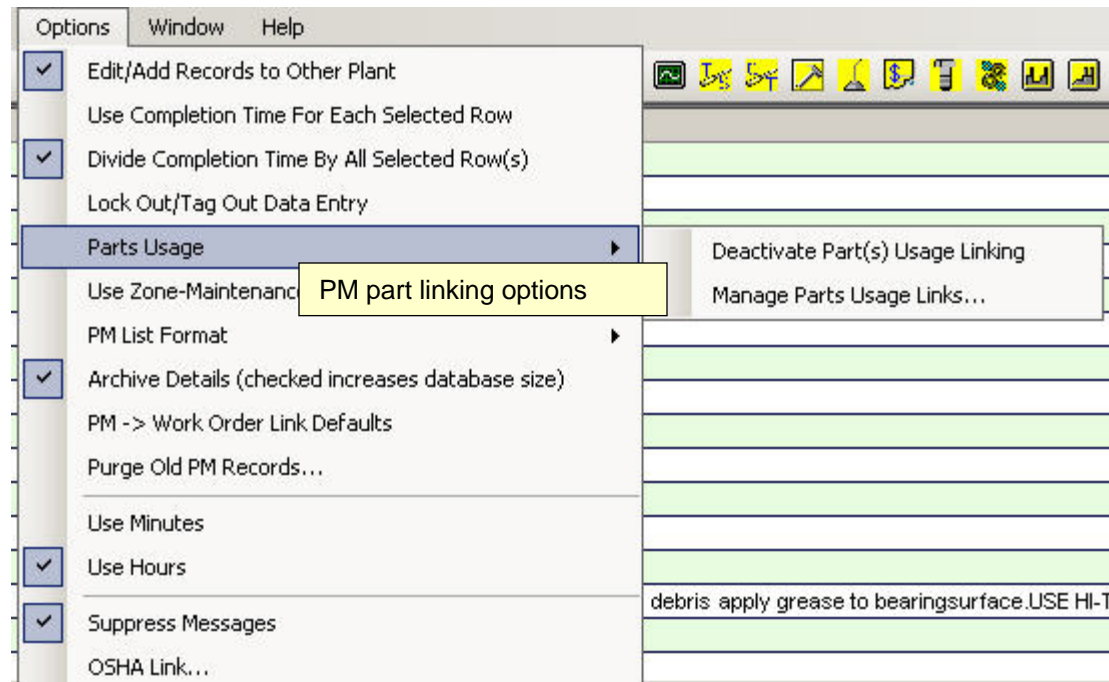 Options Window Help
Edit/Add Records to Other Plant
Use Completion Time For Each Selected Row
Divide Completion Time By All Selected Row(s)
Lock Out/Tag Out Data Entry
Parts Usage
Deactivate Part(s) Usage Linking
Manage Parts Usage Links...
PM part linking options
Use Zone-Maintenanc
PM List Format
Archive Details (checked increases database size)
PM -> Work Order Link Defaults
Purge Old PM Records...
Use Minutes
Use Hours
debris apply grease to bearingsurface.USE HI-T
Suppress Messages
OSHA Link...